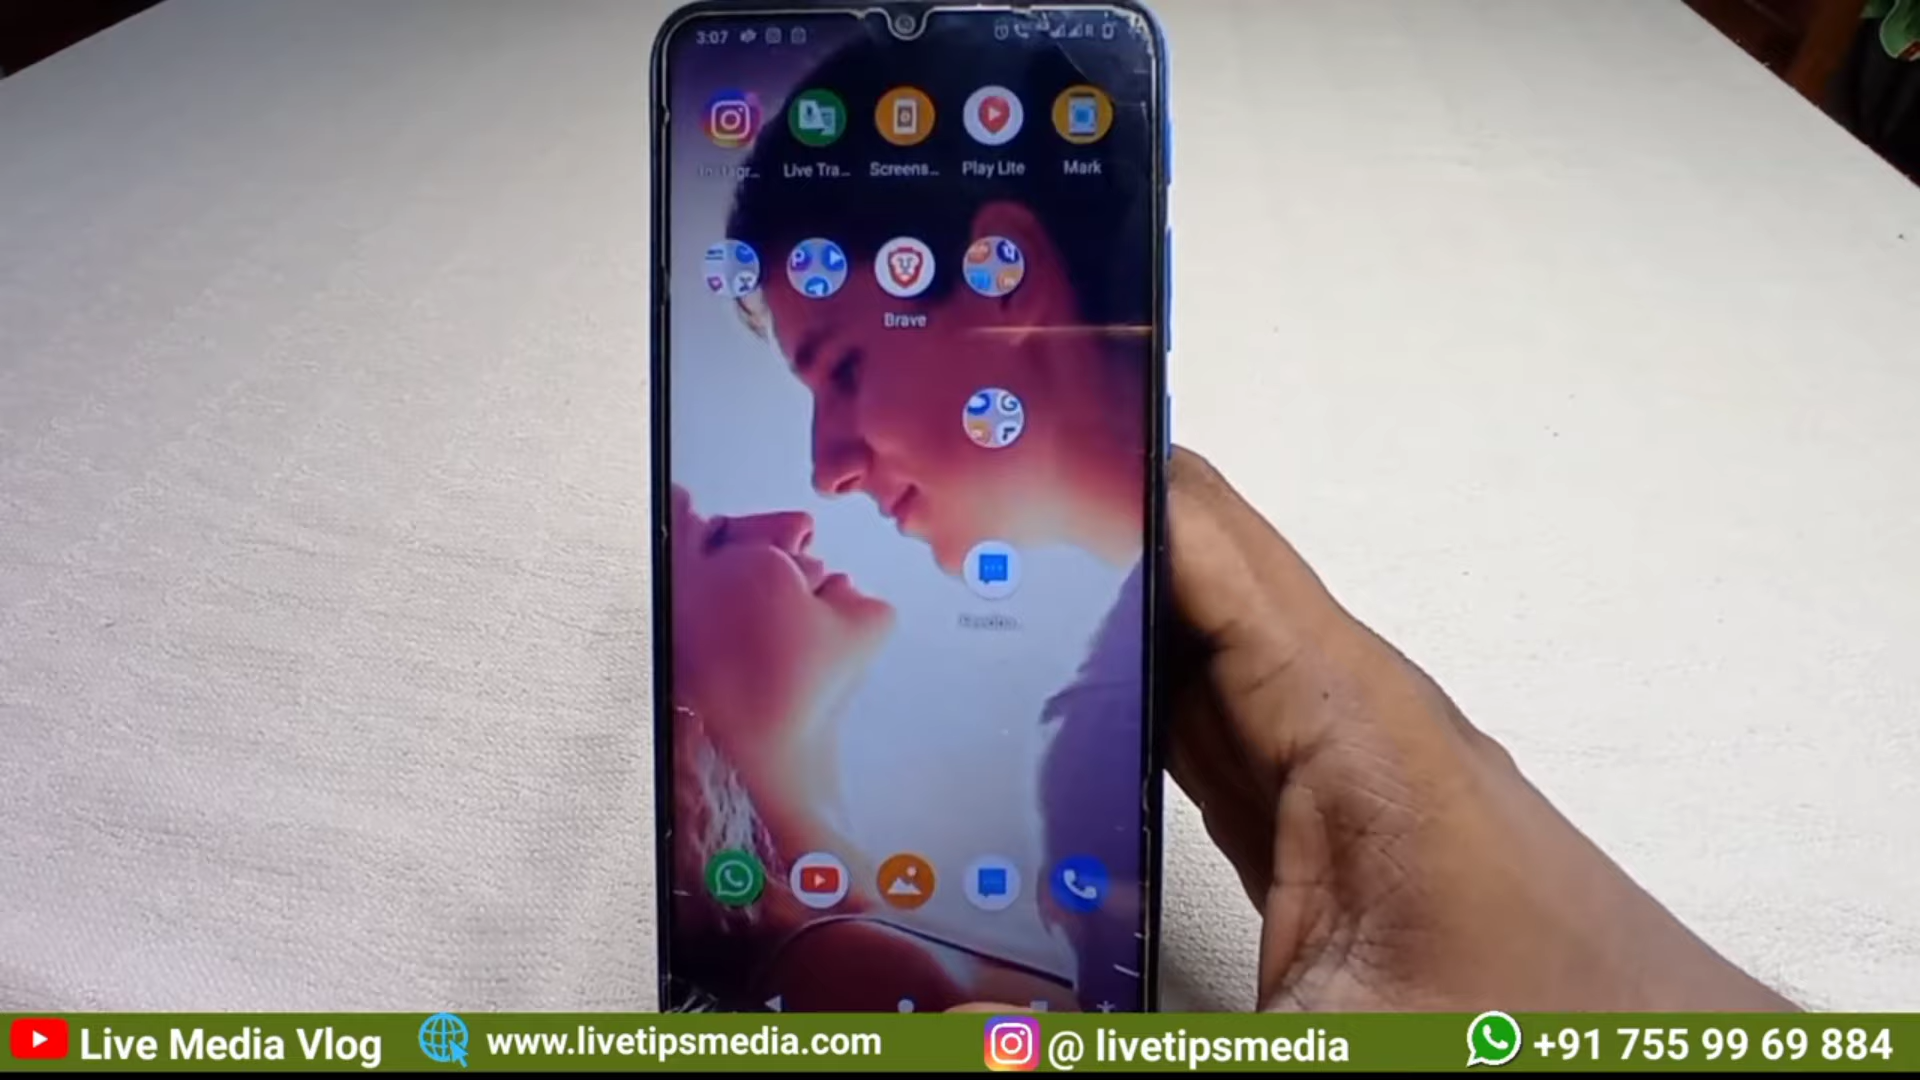 3:07
Instagr...
Live Tra...
Screens...
Play Lite
Mark
Brave
Live Media Vlog
www.livetipsmedia.com
@ livetipsmedia
+91 755 99 69 884